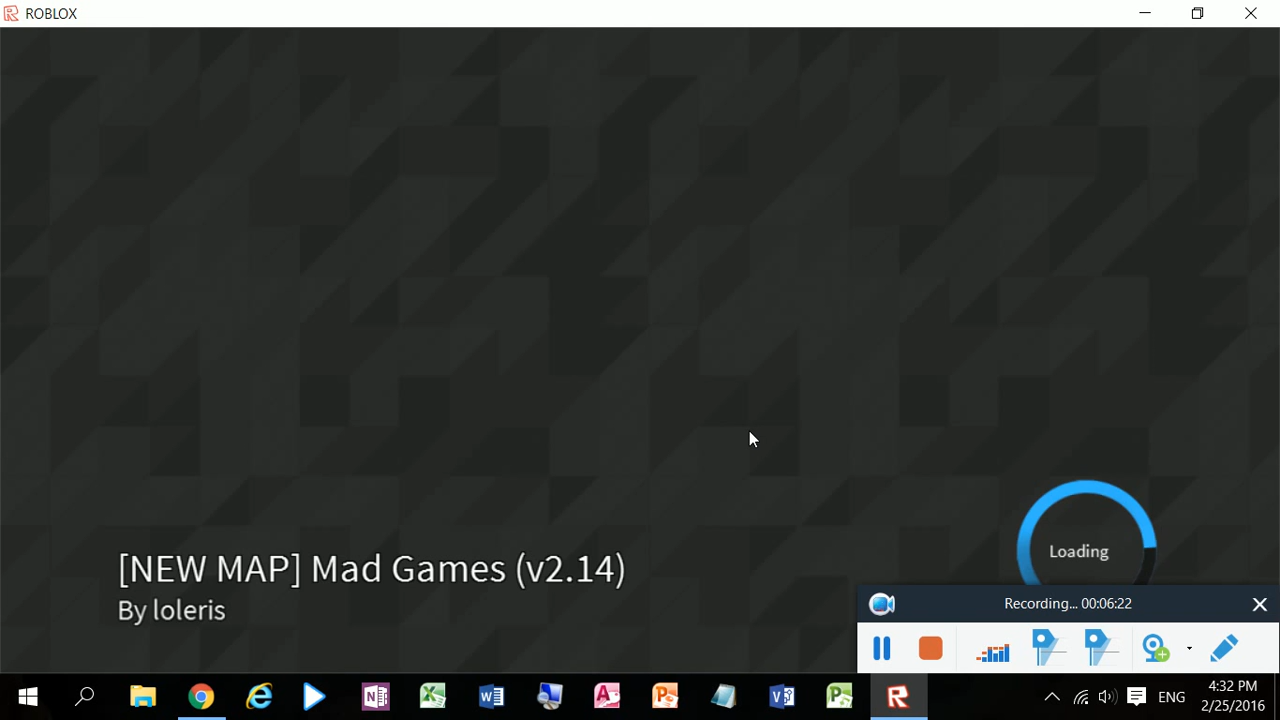 ROBLOX
[NEW MAP] Mad Games (v2.14)
By loleris
Loading
Recording... 00:06:22
ENG
4:32 PM
2/25/2016